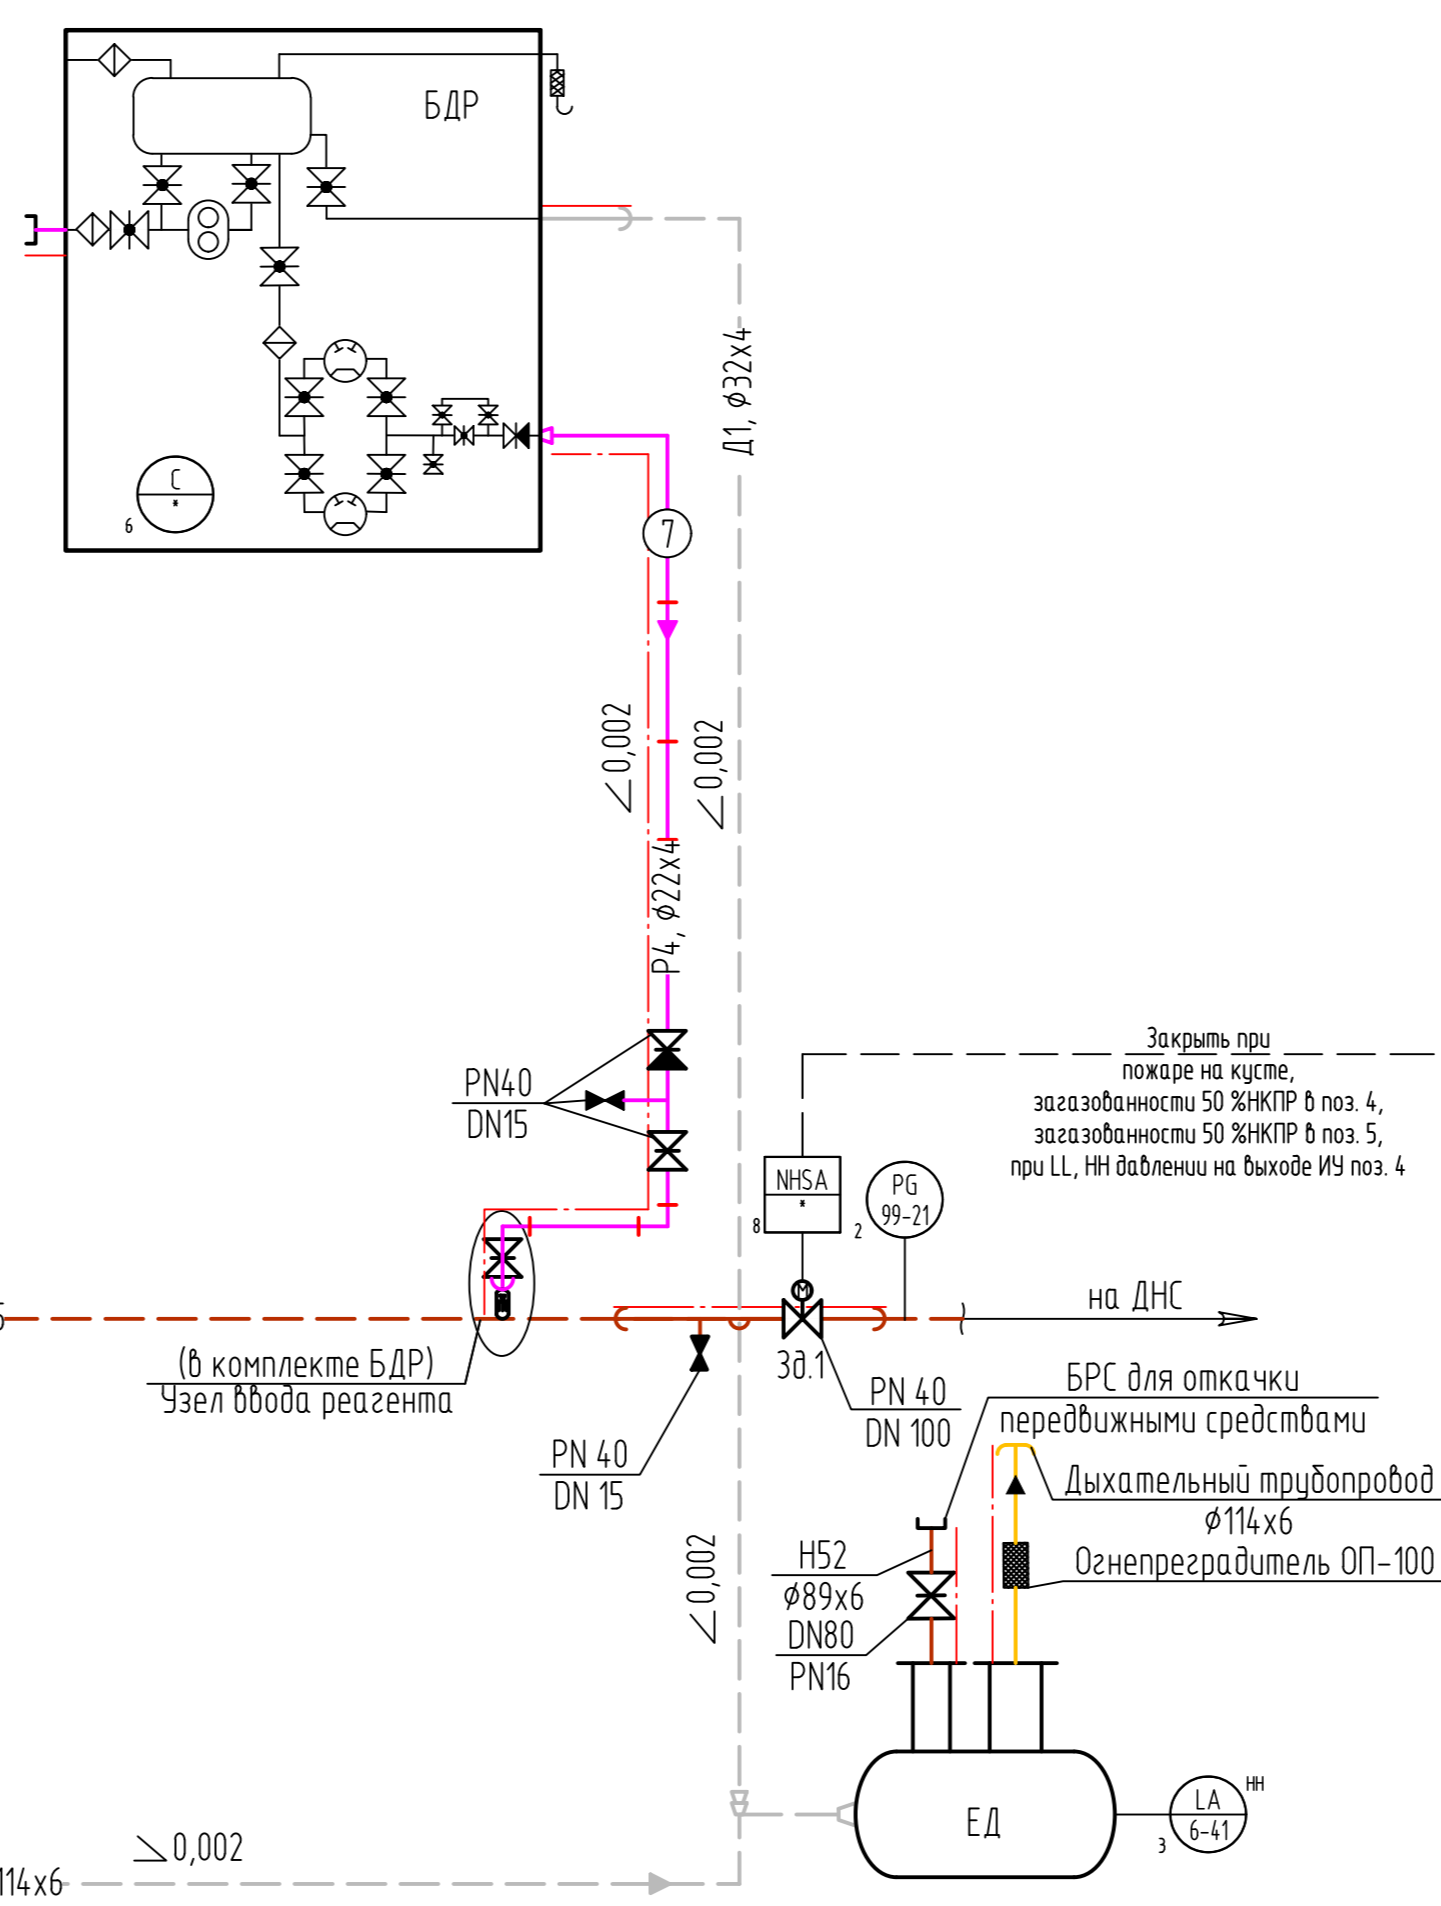 БДР
С
*
6
Д1, ϕ32х4
7
∠0,002
∠0,002
Р4, ϕ22х4
PN40
DN15
Закрыть при
пожаре на кусте,
загазованности 50 %НКПР в поз. 4,
загазованности 50 %НКПР в поз. 5,
при LL, HH давлении на выходе ИУ поз. 4
NHSA
*
8
PG
99-21
2
М
на ДНС
(в комплекте БДР)
Узел ввода реагента
Зд.1
PN 40
DN 100
PN 40
DN 15
БРС для откачки
передвижными средствами
Дыхательный трубопровод
ϕ114х6
Огнепреградитель ОП-100
Н52
ϕ89х6
DN80
PN16
∠0,002
ЕД
LA
6-41
HH
3
0,002
114х6